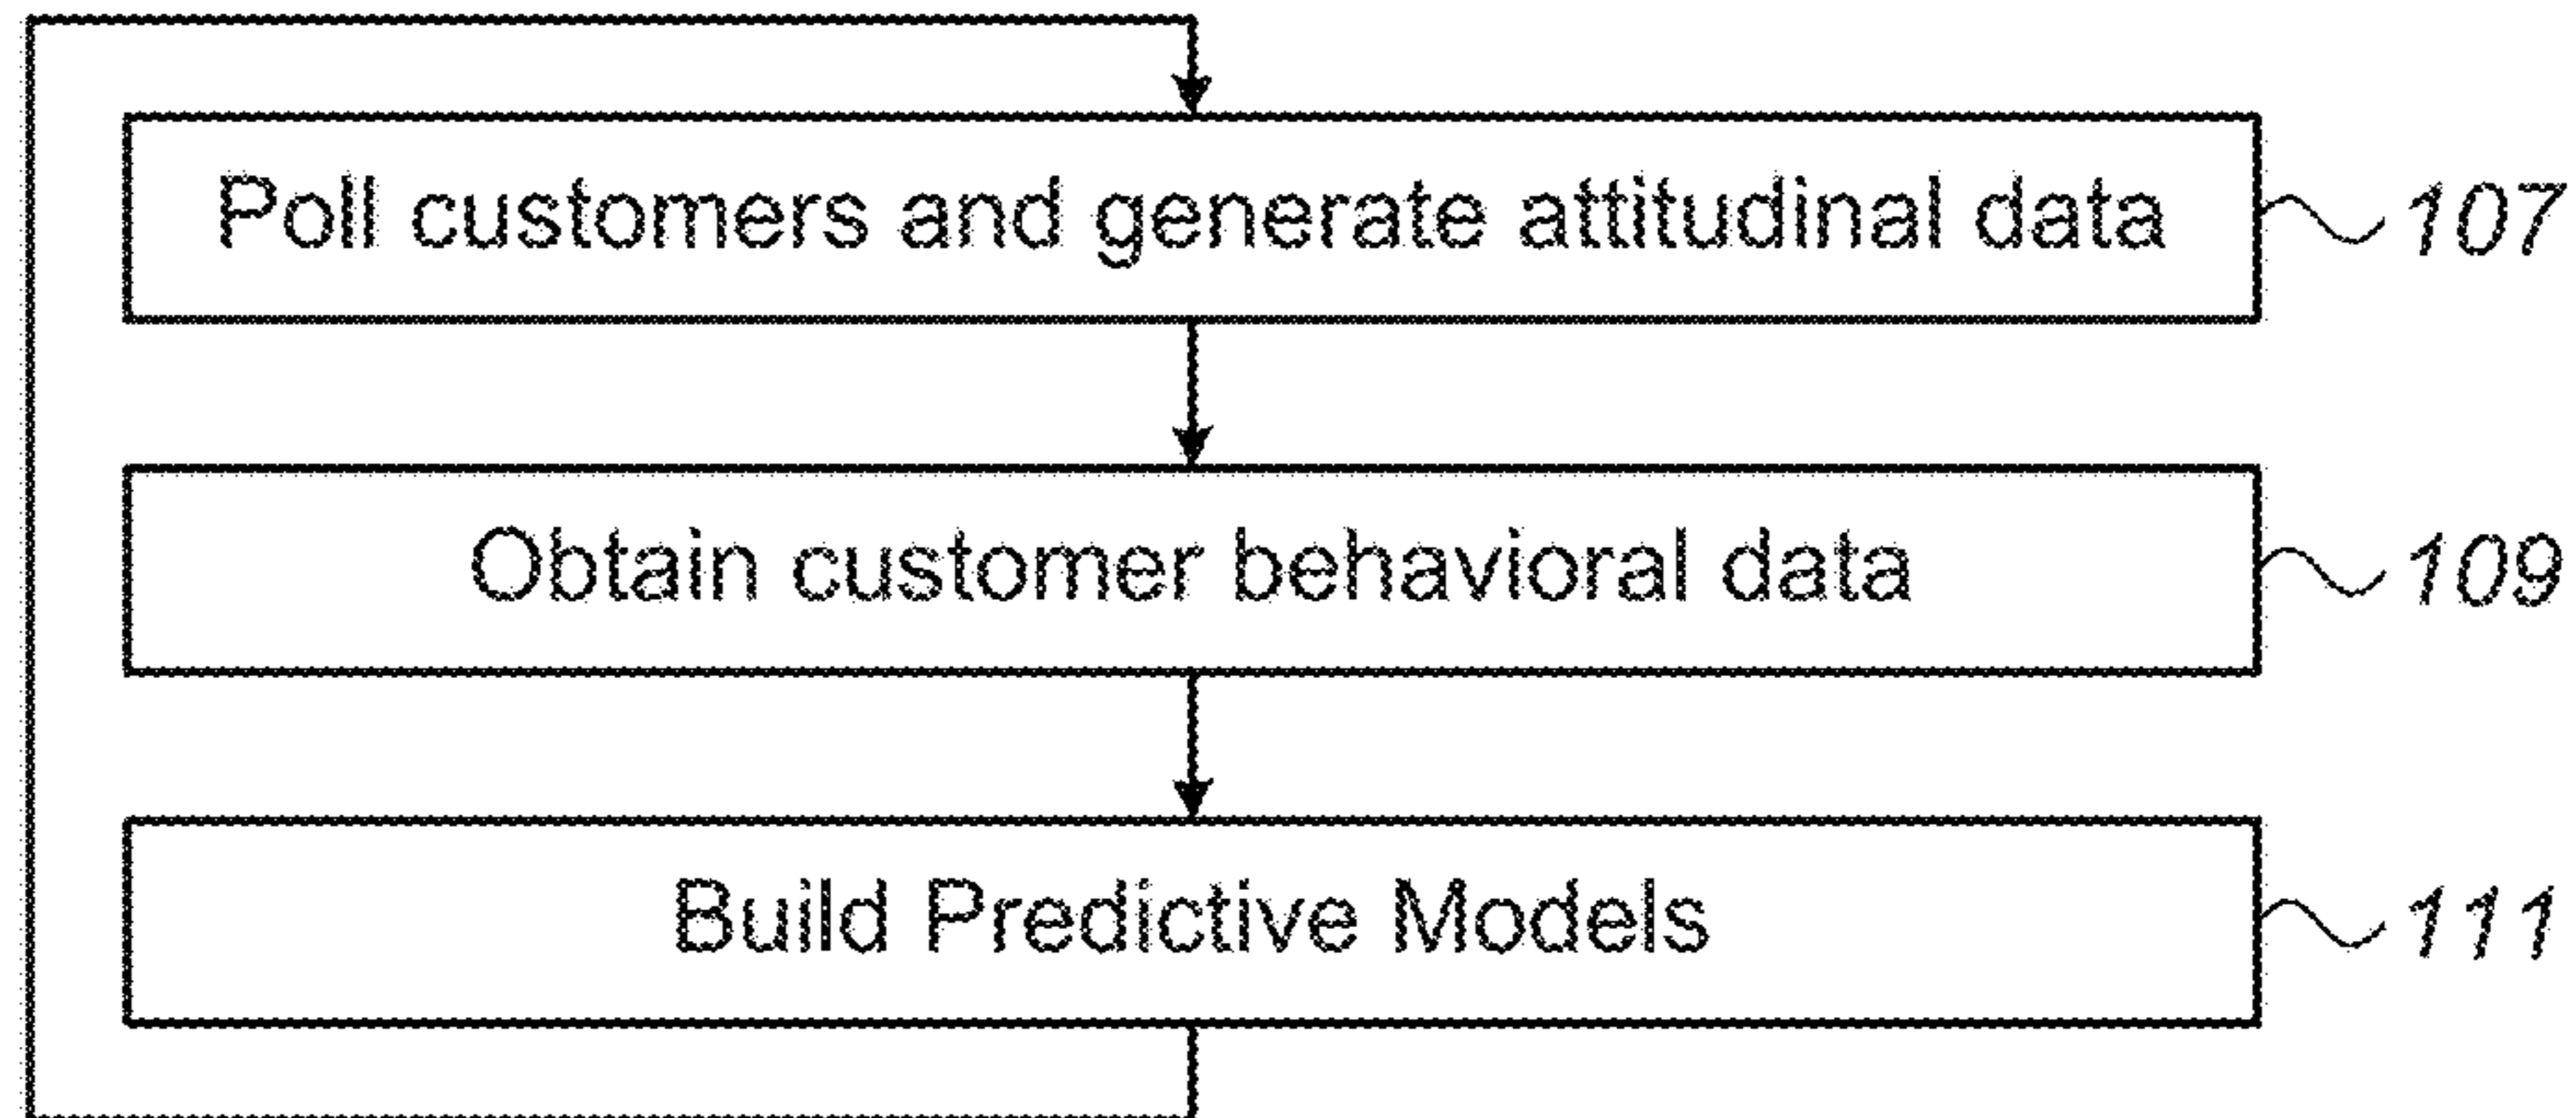 Poll customers and generate attitudinal data 107
Obtain customer behavioral data 109
Build Predictive Models 111